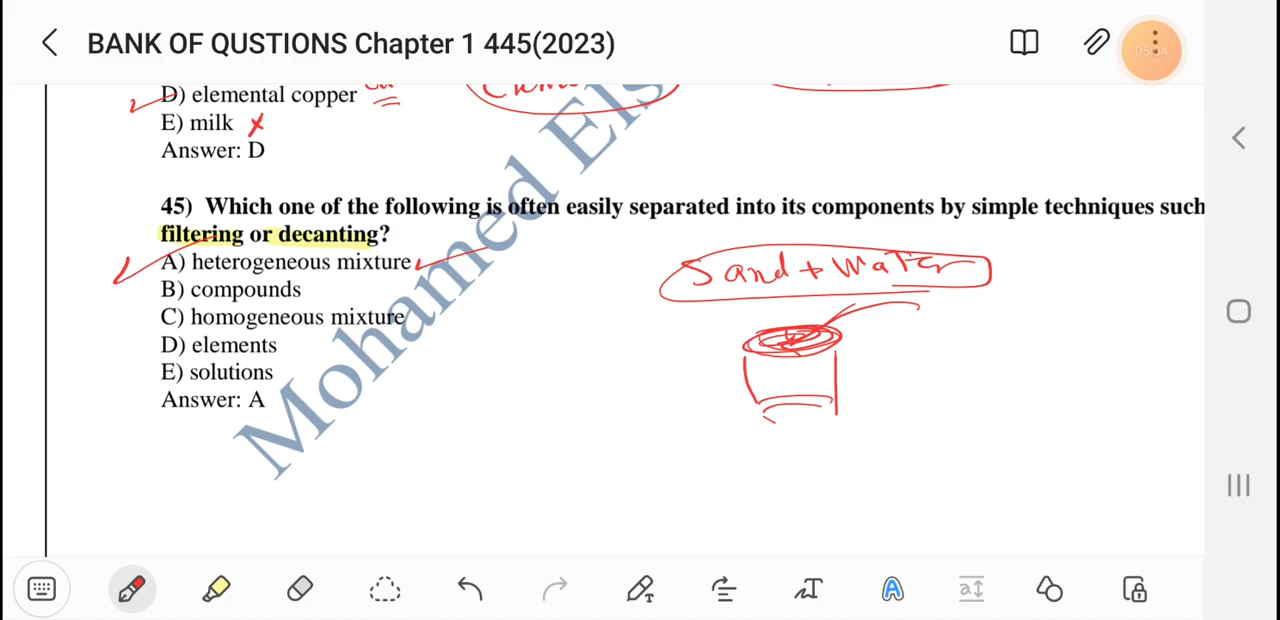 BANK OF QUSTIONS Chapter 1 445(2023)
05:04
D) elemental copper
E) milk
Answer: D
45) Which one of the following is often easily separated into its components by simple techniques such
filtering or decanting?
A) heterogeneous mixture
B) compounds
C) homogeneous mixture
D) elements
E) solutions
Answer: A
Sand + Water
Mohamed Els